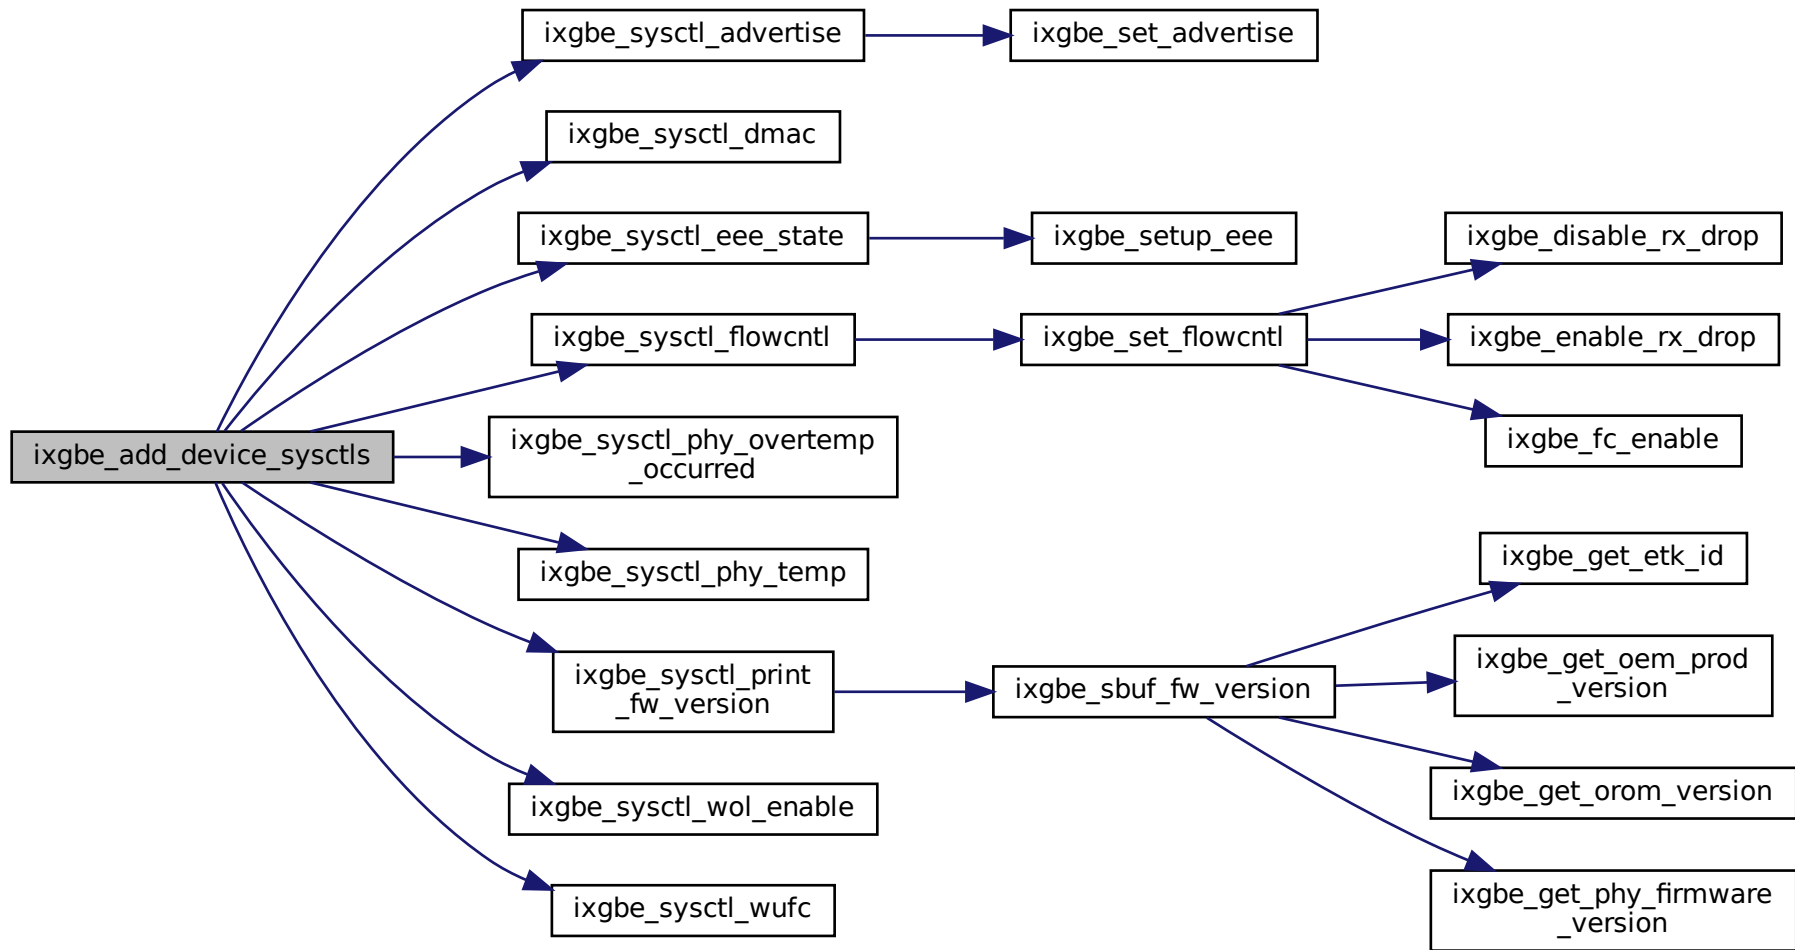 ixgbe_sysctl_advertise
ixgbe_set_advertise
ixgbe_sysctl_dmac
ixgbe_sysctl_eee_state
ixgbe_setup_eee
ixgbe_disable_rx_drop
ixgbe_sysctl_flowcntl
ixgbe_set_flowcntl
ixgbe_enable_rx_drop
ixgbe_fc_enable
ixgbe_add_device_sysctls
ixgbe_sysctl_phy_overtemp
_occurred
ixgbe_sysctl_phy_temp
ixgbe_get_etk_id
ixgbe_sysctl_print
_fw_version
ixgbe_sbuf_fw_version
ixgbe_get_oem_prod
_version
ixgbe_get_orom_version
ixgbe_sysctl_wol_enable
ixgbe_get_phy_firmware
_version
ixgbe_sysctl_wufc